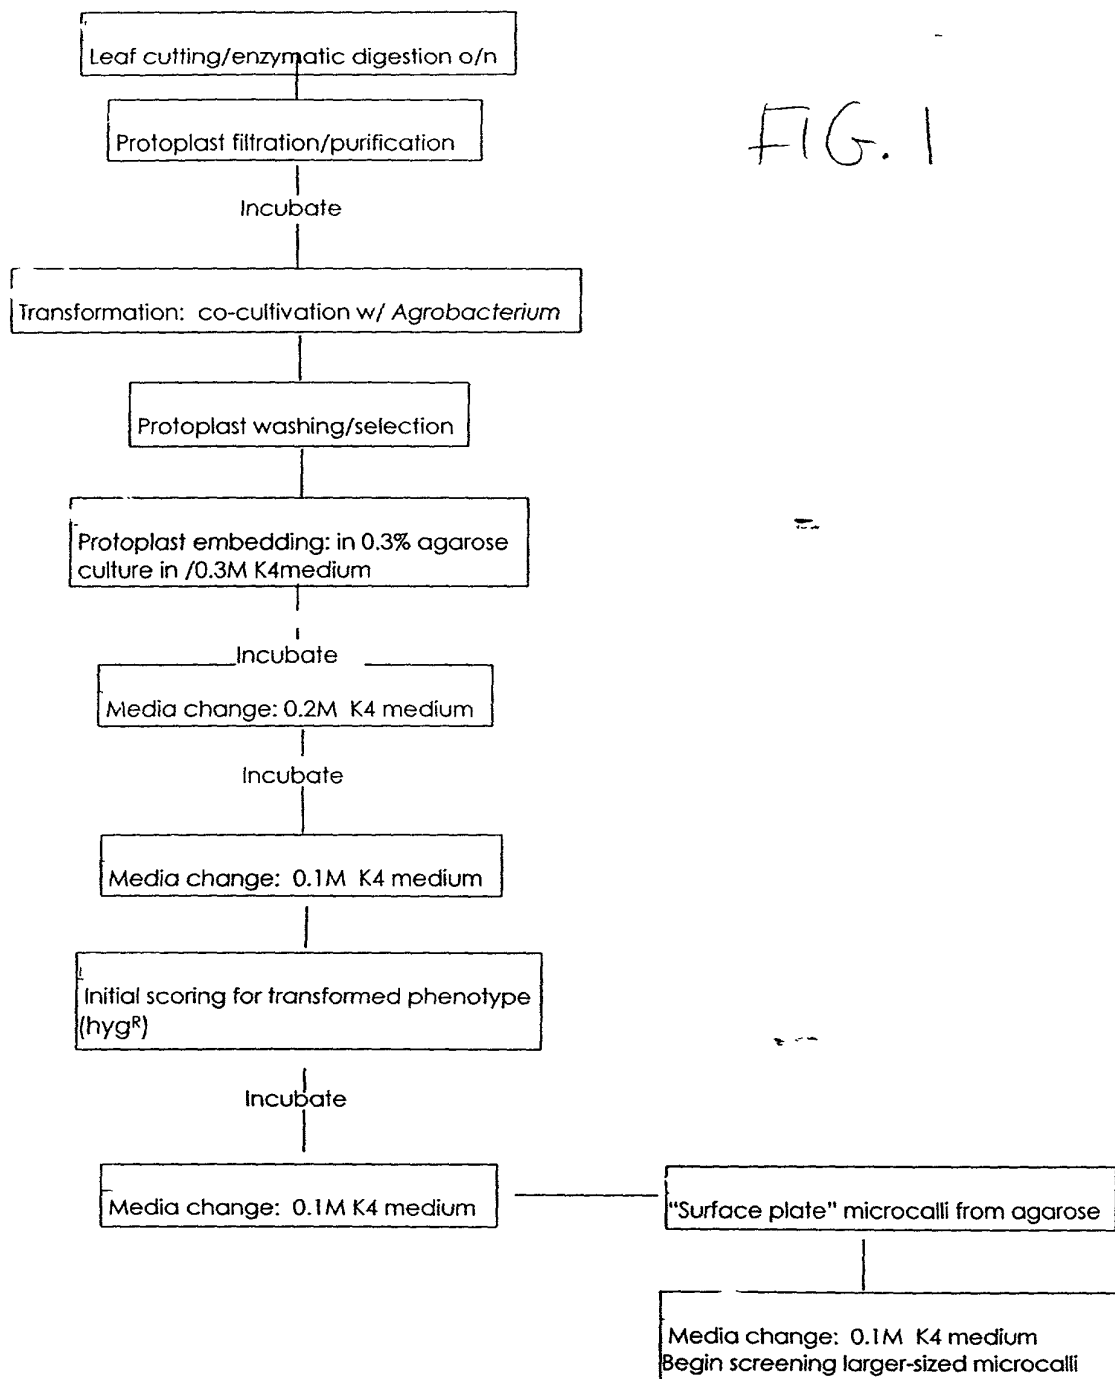 Leaf cutting/enzymatic digestion o/n
Protoplast filtration/purification
FIG. 1
Incubate
Transformation: co-cultivation w/ Agrobacterium
Protoplast washing/selection
Protoplast embedding: in 0.3% agarose
culture in /0.3M K4medium
Incubate
Media change: 0.2M K4 medium
Incubate
Media change: 0.1M K4 medium
Initial scoring for transformed phenotype
(hygᴿ)
Incubate
Media change: 0.1M K4 medium
"Surface plate" microcalli from agarose
Media change: 0.1M K4 medium
Begin screening larger-sized microcalli